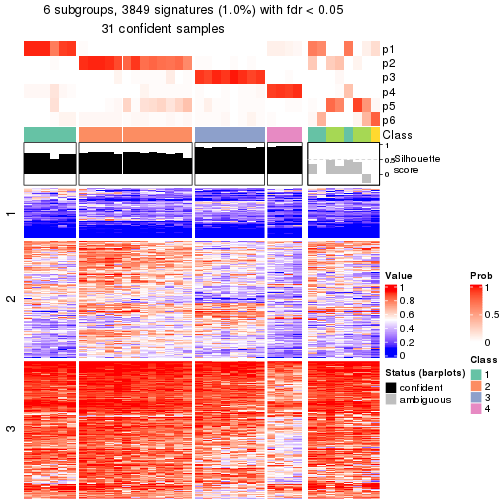 6 subgroups, 3849 signatures (1.0%) with fdr < 0.05
31 confident samples
p1
p2
p3
p4
p5
p6
Class
1
0.5
0
Silhouette
score
1
2
3
Value
1
0.8
0.6
0.4
0.2
0
Status (barplots)
confident
ambiguous
Prob
1
0.5
0
Class
1
2
3
4